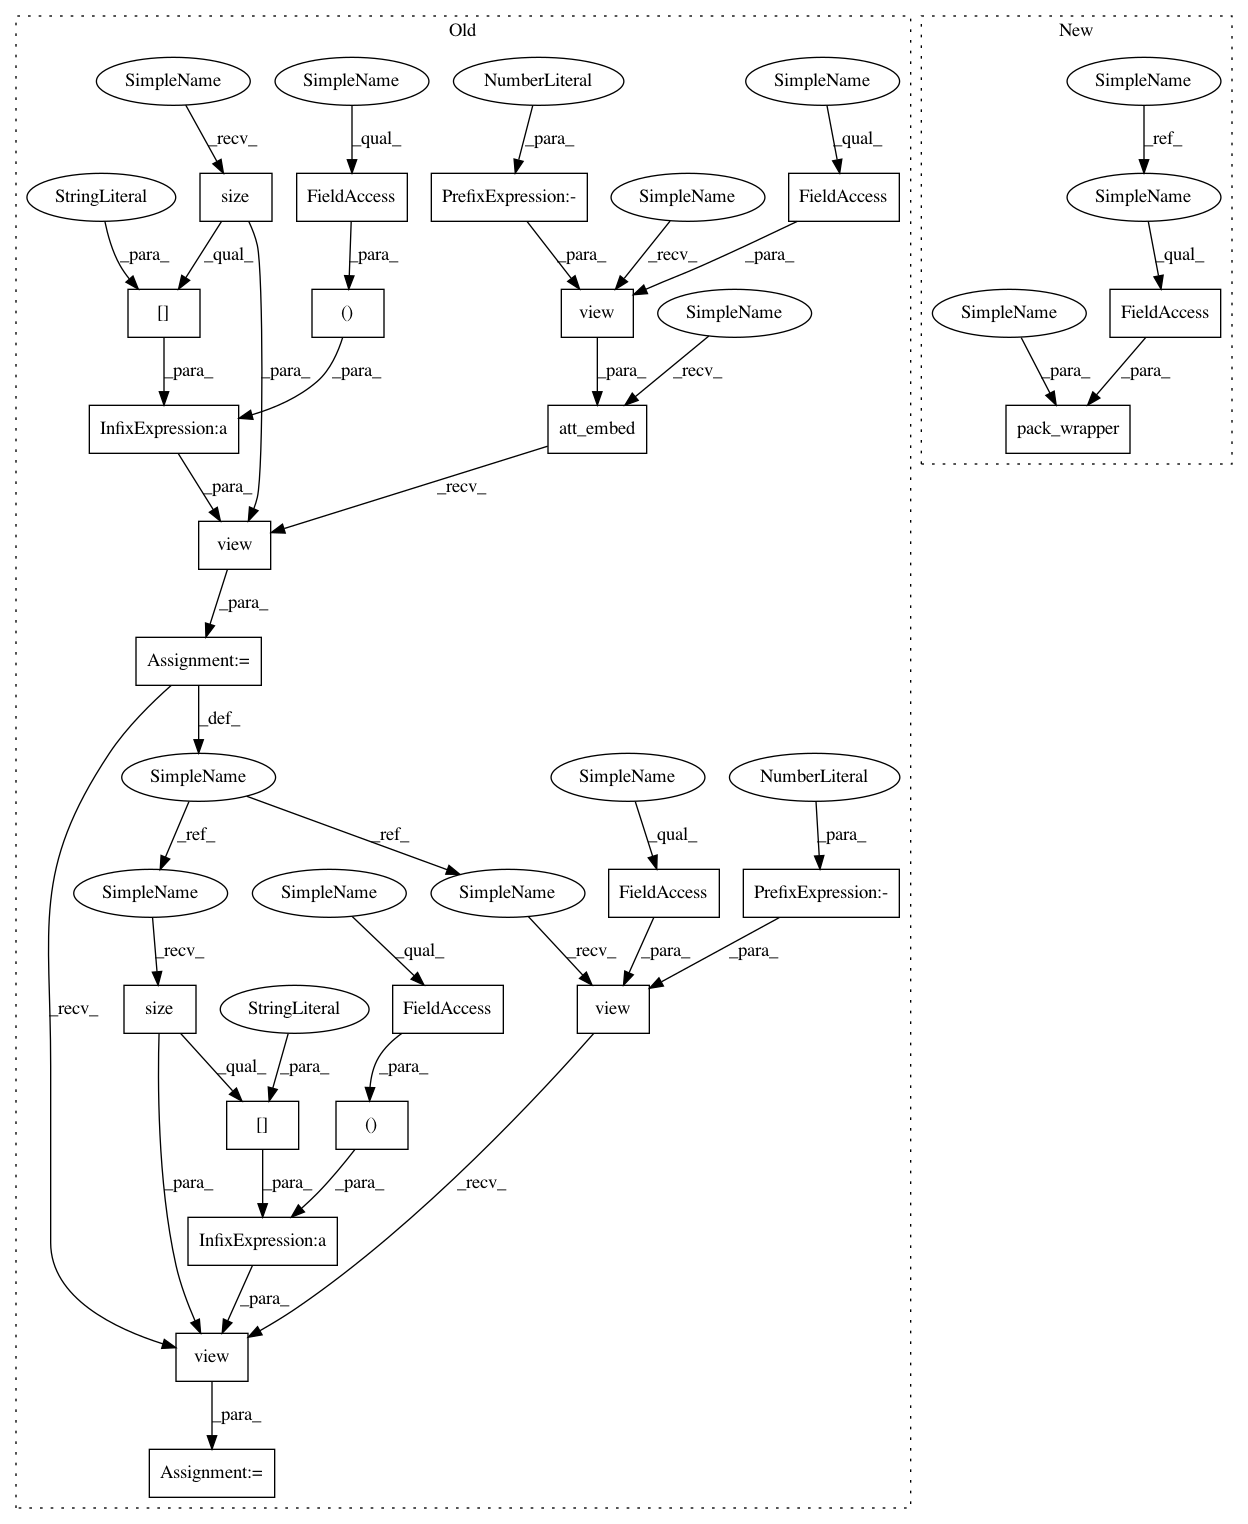 Old
New
SimpleName
SimpleName
NumberLiteral
SimpleName
SimpleName
_recv_
_qual_
_para_
_qual_
_ref_
StringLiteral
size
FieldAccess
PrefixExpression:-
SimpleName
FieldAccess
SimpleName
_para_
_qual_
_para_
_para_
_recv_
_para_
_qual_
[]
()
view
SimpleName
SimpleName
FieldAccess
_para_
_para_
_para_
_para_
_recv_
_para_
_para_
InfixExpression:a
att_embed
pack_wrapper
_para_
_recv_
view
_para_
Assignment:=
_def_
SimpleName
SimpleName
NumberLiteral
_ref_
_ref_
_qual_
_para_
SimpleName
SimpleName
SimpleName
FieldAccess
PrefixExpression:-
_recv_
_qual_
_recv_
_para_
_para_
_recv_
size
StringLiteral
FieldAccess
view
_qual_
_para_
_para_
[]
()
_para_
_para_
_para_
_recv_
InfixExpression:a
_para_
view
_para_
Assignment:=